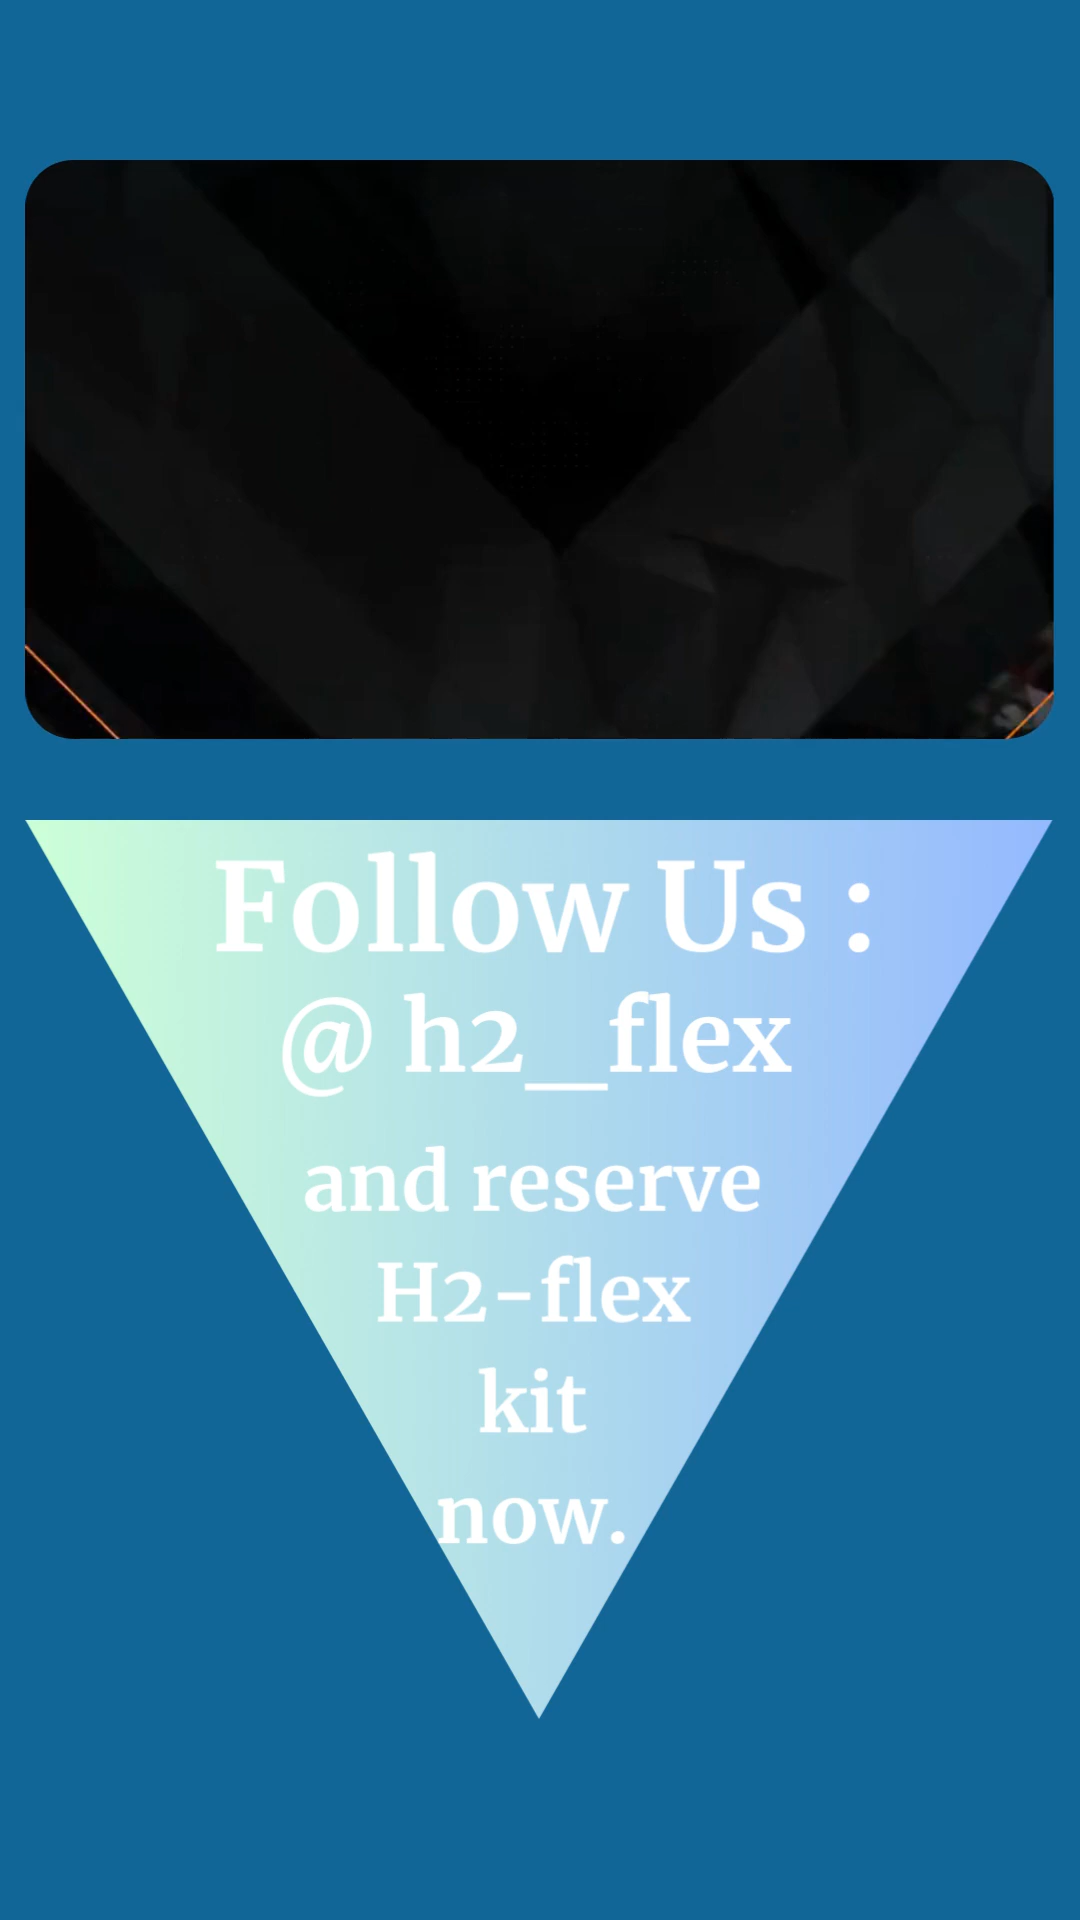 Follow Us :
@ h2_flex
and reserve
H2-flex
kit
now.